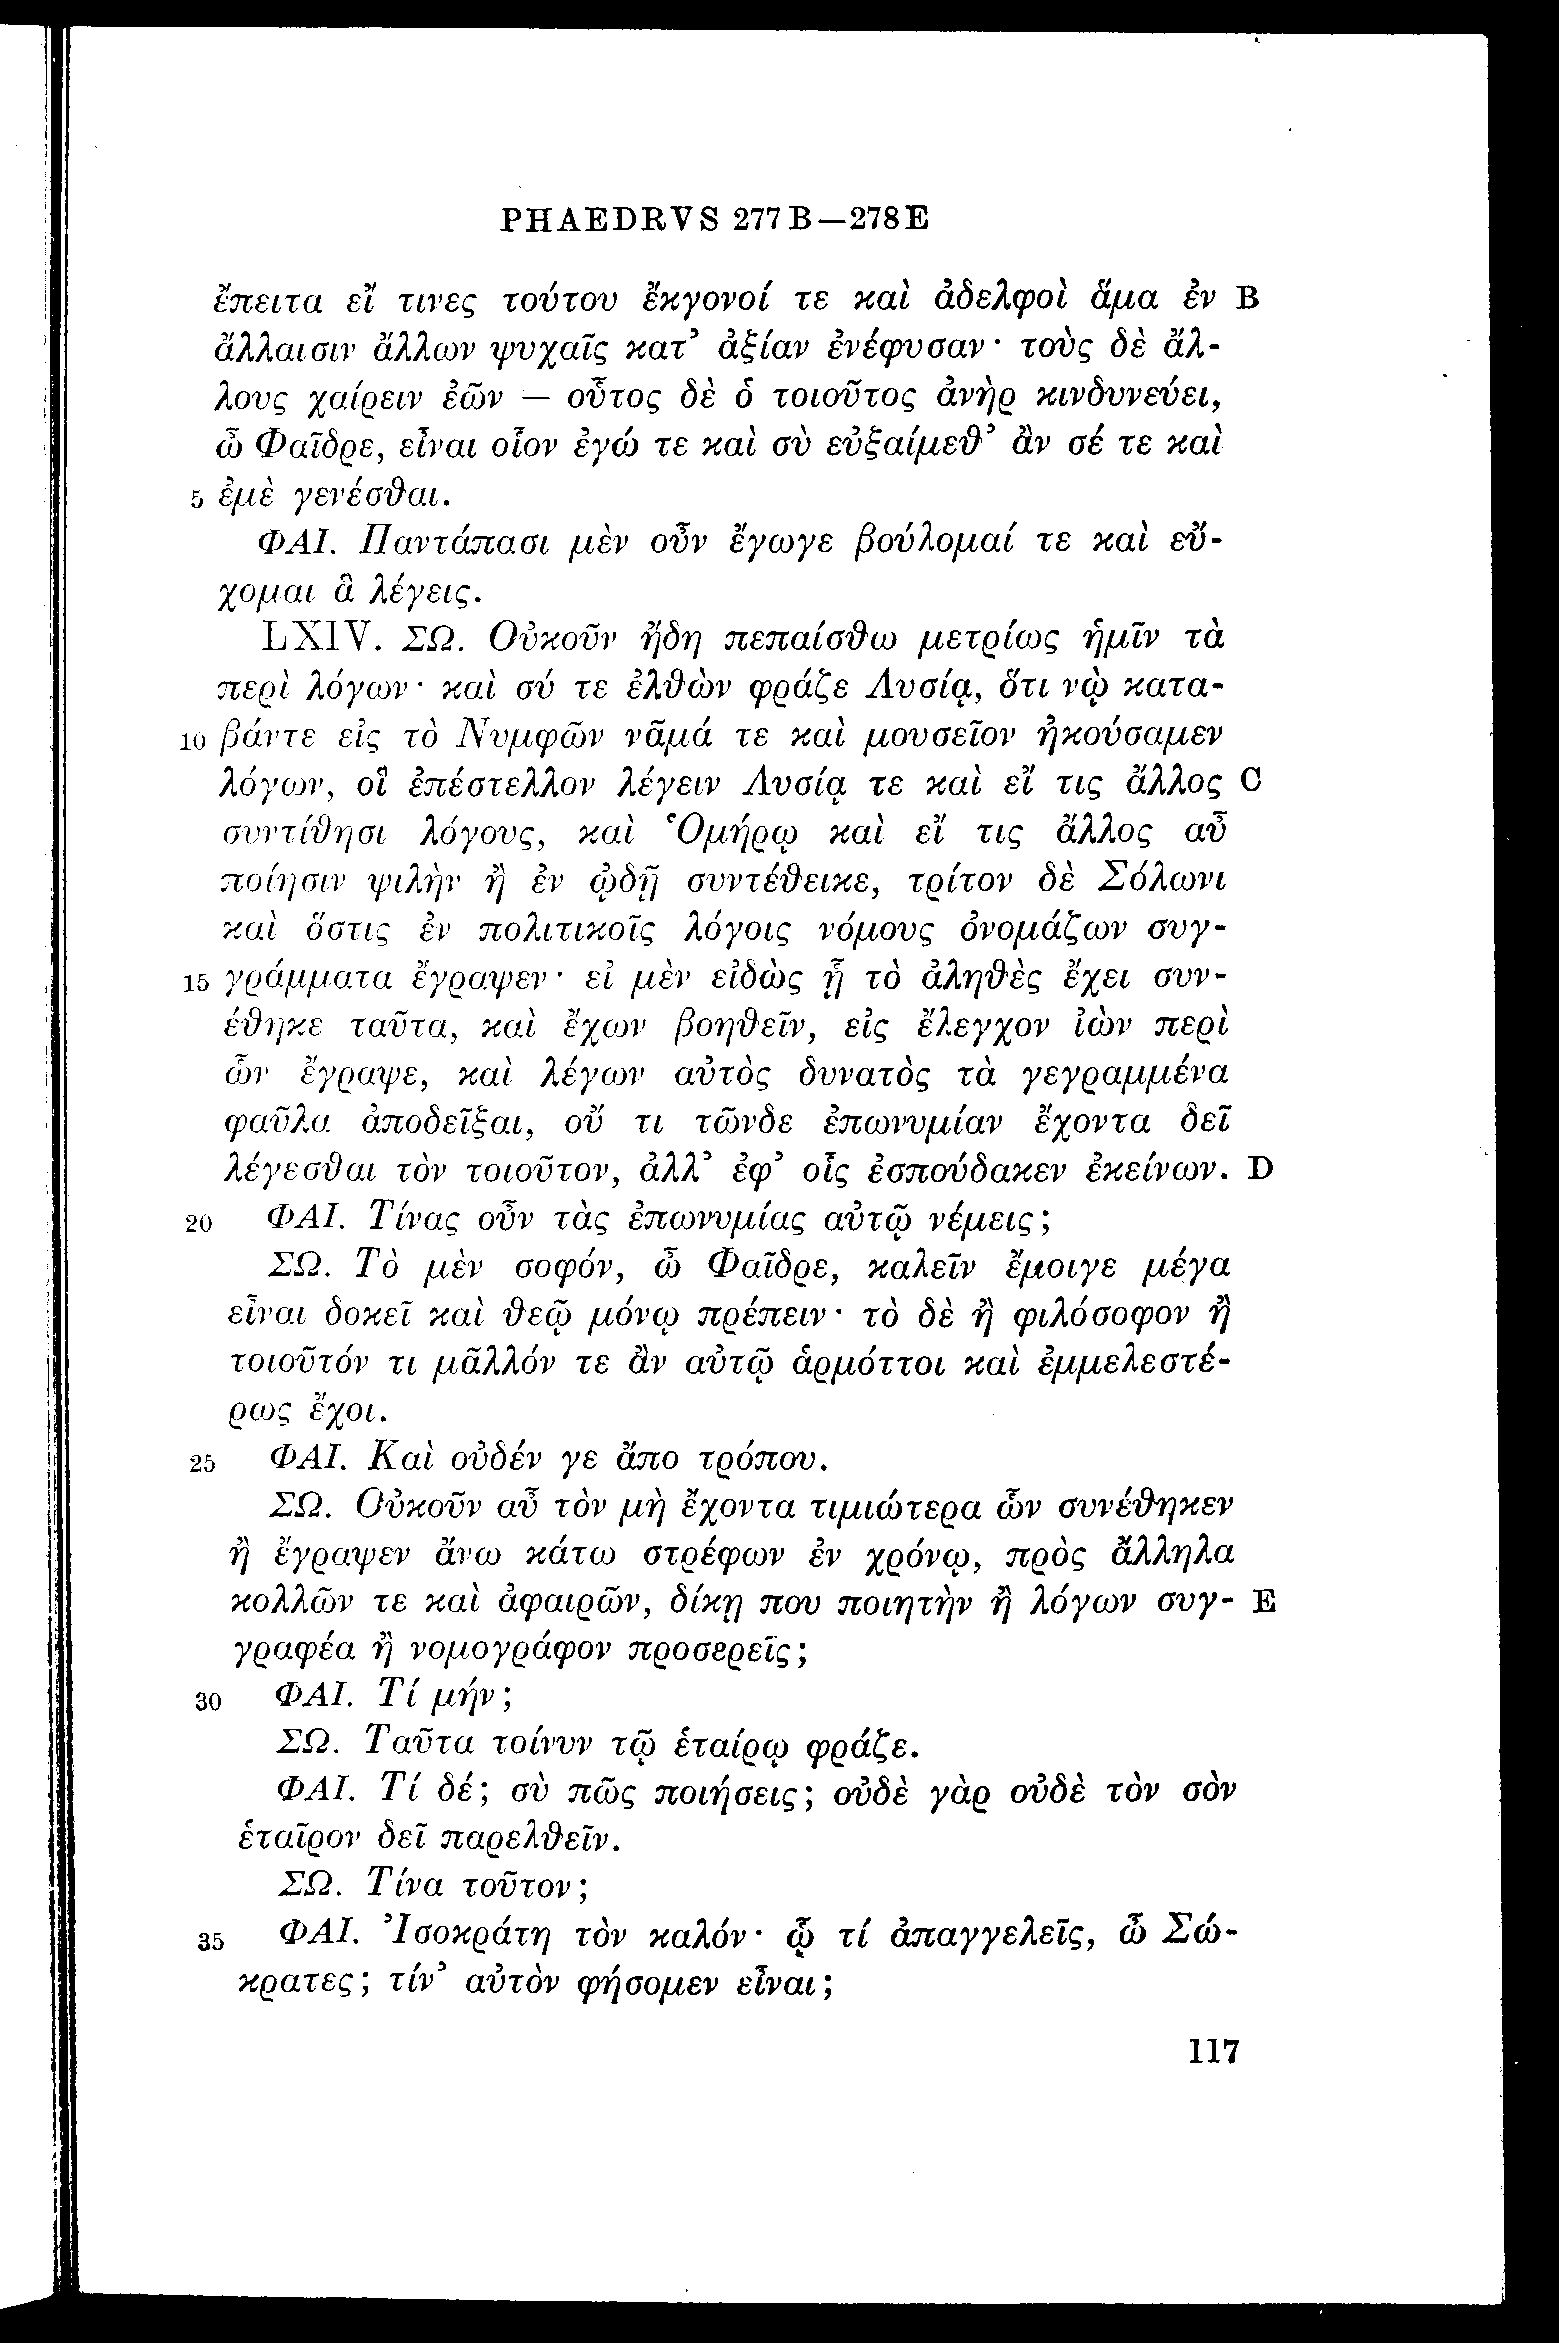 PHAEDRVS 277 B—278 E
ἔπειτα εἴ τινες τούτου ἔκγονοί τε καὶ ἀδελφοὶ ἅμα ἐν B
ἄλλαισιν ἄλλων ψυχαῖς κατ’ ἀξίαν ἐνέφυσαν· τοὺς δὲ ἄλ-
λους χαίρειν ἐῶν — οὗτος δὲ ὁ τοιοῦτος ἀνὴρ κινδυνεύει,
ὦ Φαῖδρε, εἶναι οἷον ἐγώ τε καὶ σὺ εὐξαίμεθ’ ἂν σέ τε καὶ
5 ἐμὲ γενέσθαι.
ΦΑΙ. Παντάπασι μὲν οὖν ἔγωγε βούλομαί τε καὶ εὔ-
χομαι ἃ λέγεις.
LXIV. ΣΩ. Οὐκοῦν ἤδη πεπαίσθω μετρίως ἡμῖν τὰ
περὶ λόγων· καὶ σύ τε ἐλθὼν φράζε Λυσίᾳ, ὅτι νὼ κατα-
10 βάντε εἰς τὸ Νυμφῶν νᾶμά τε καὶ μουσεῖον ἠκούσαμεν
λόγων, οἳ ἐπέστελλον λέγειν Λυσίᾳ τε καὶ εἴ τις ἄλλος C
συντίθησι λόγους, καὶ Ὁμήρῳ καὶ εἴ τις ἄλλος αὖ
ποίησιν ψιλὴν ἢ ἐν ᾠδῇ συντέθεικε, τρίτον δὲ Σόλωνι
καὶ ὅστις ἐν πολιτικοῖς λόγοις νόμους ὀνομάζων συγ-
15 γράμματα ἔγραψεν· εἰ μὲν εἰδὼς ᾗ τὸ ἀληθὲς ἔχει συν-
έθηκε ταῦτα, καὶ ἔχων βοηθεῖν, εἰς ἔλεγχον ἰὼν περὶ
ὧν ἔγραψε, καὶ λέγων αὐτὸς δυνατὸς τὰ γεγραμμένα
φαῦλα ἀποδεῖξαι, οὔ τι τῶνδε ἐπωνυμίαν ἔχοντα δεῖ
λέγεσθαι τὸν τοιοῦτον, ἀλλ’ ἐφ’ οἷς ἐσπούδακεν ἐκείνων. D
20 ΦΑΙ. Τίνας οὖν τὰς ἐπωνυμίας αὐτῷ νέμεις;
ΣΩ. Τὸ μὲν σοφόν, ὦ Φαῖδρε, καλεῖν ἔμοιγε μέγα
εἶναι δοκεῖ καὶ θεῷ μόνῳ πρέπειν· τὸ δὲ ἢ φιλόσοφον ἢ
τοιοῦτόν τι μᾶλλόν τε ἂν αὐτῷ ἁρμόττοι καὶ ἐμμελεστέ-
ρως ἔχοι.
25 ΦΑΙ. Καὶ οὐδέν γε ἄπο τρόπου.
ΣΩ. Οὐκοῦν αὖ τὸν μὴ ἔχοντα τιμιώτερα ὧν συνέθηκεν
ἢ ἔγραψεν ἄνω κάτω στρέφων ἐν χρόνῳ, πρὸς ἄλληλα
κολλῶν τε καὶ ἀφαιρῶν, δίκῃ που ποιητὴν ἢ λόγων συγ- E
γραφέα ἢ νομογράφον προσερεῖς;
30 ΦΑΙ. Τί μήν;
ΣΩ. Ταῦτα τοίνυν τῷ ἑταίρῳ φράζε.
ΦΑΙ. Τί δέ; σὺ πῶς ποιήσεις; οὐδὲ γὰρ οὐδὲ τὸν σὸν
ἑταῖρον δεῖ παρελθεῖν.
ΣΩ. Τίνα τοῦτον;
35 ΦΑΙ. Ἰσοκράτη τὸν καλόν· ᾧ τί ἀπαγγελεῖς, ὦ Σώ-
κρατες; τίν’ αὐτὸν φήσομεν εἶναι;
117